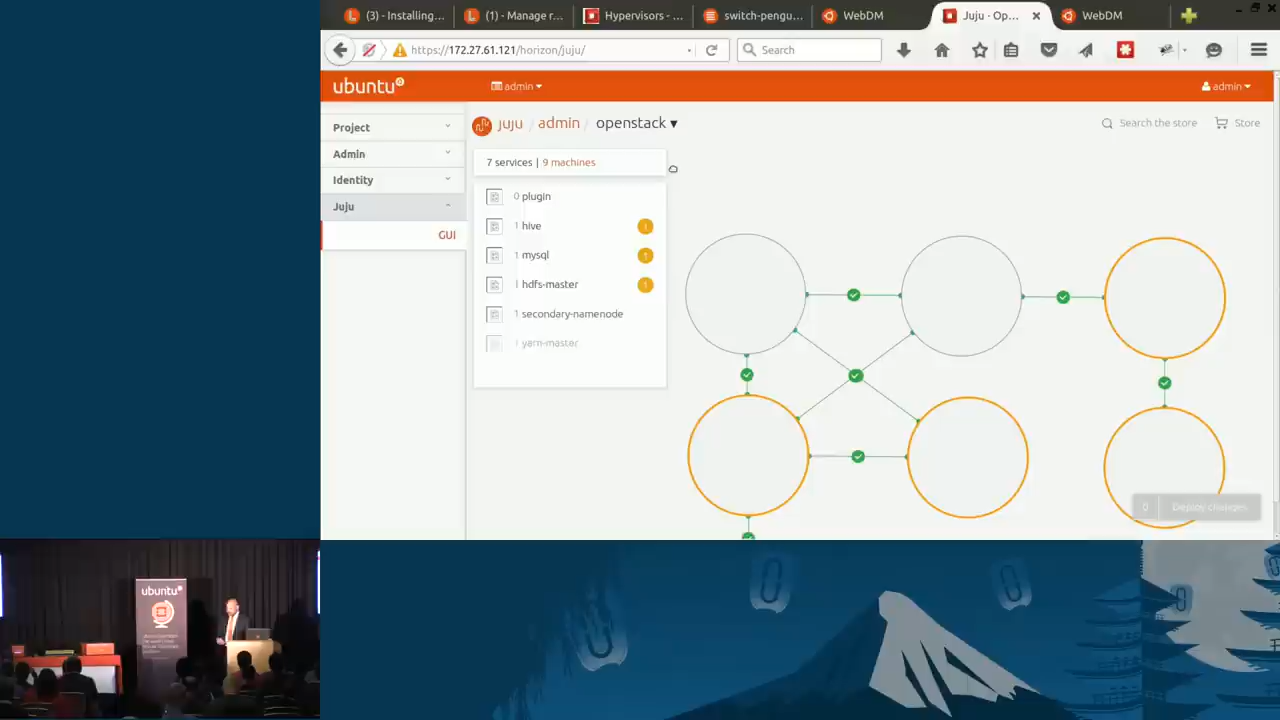 (3) - Installing...
(1) - Manage r...
Hypervisors - ...
switch-pengu...
WebDM
Juju - Op...
WebDM
https://172.27.61.121/horizon/juju/
Search
ubuntu
admin
admin
Project
Admin
Identity
Juju
GUI
juju / admin / openstack
Search the store
Store
7 services | 9 machines
0 plugin
1 hive
1
1 mysql
1
1 hdfs-master
1
1 secondary-namenode
1 yarn-master
0
Deploy changes
ubuntu